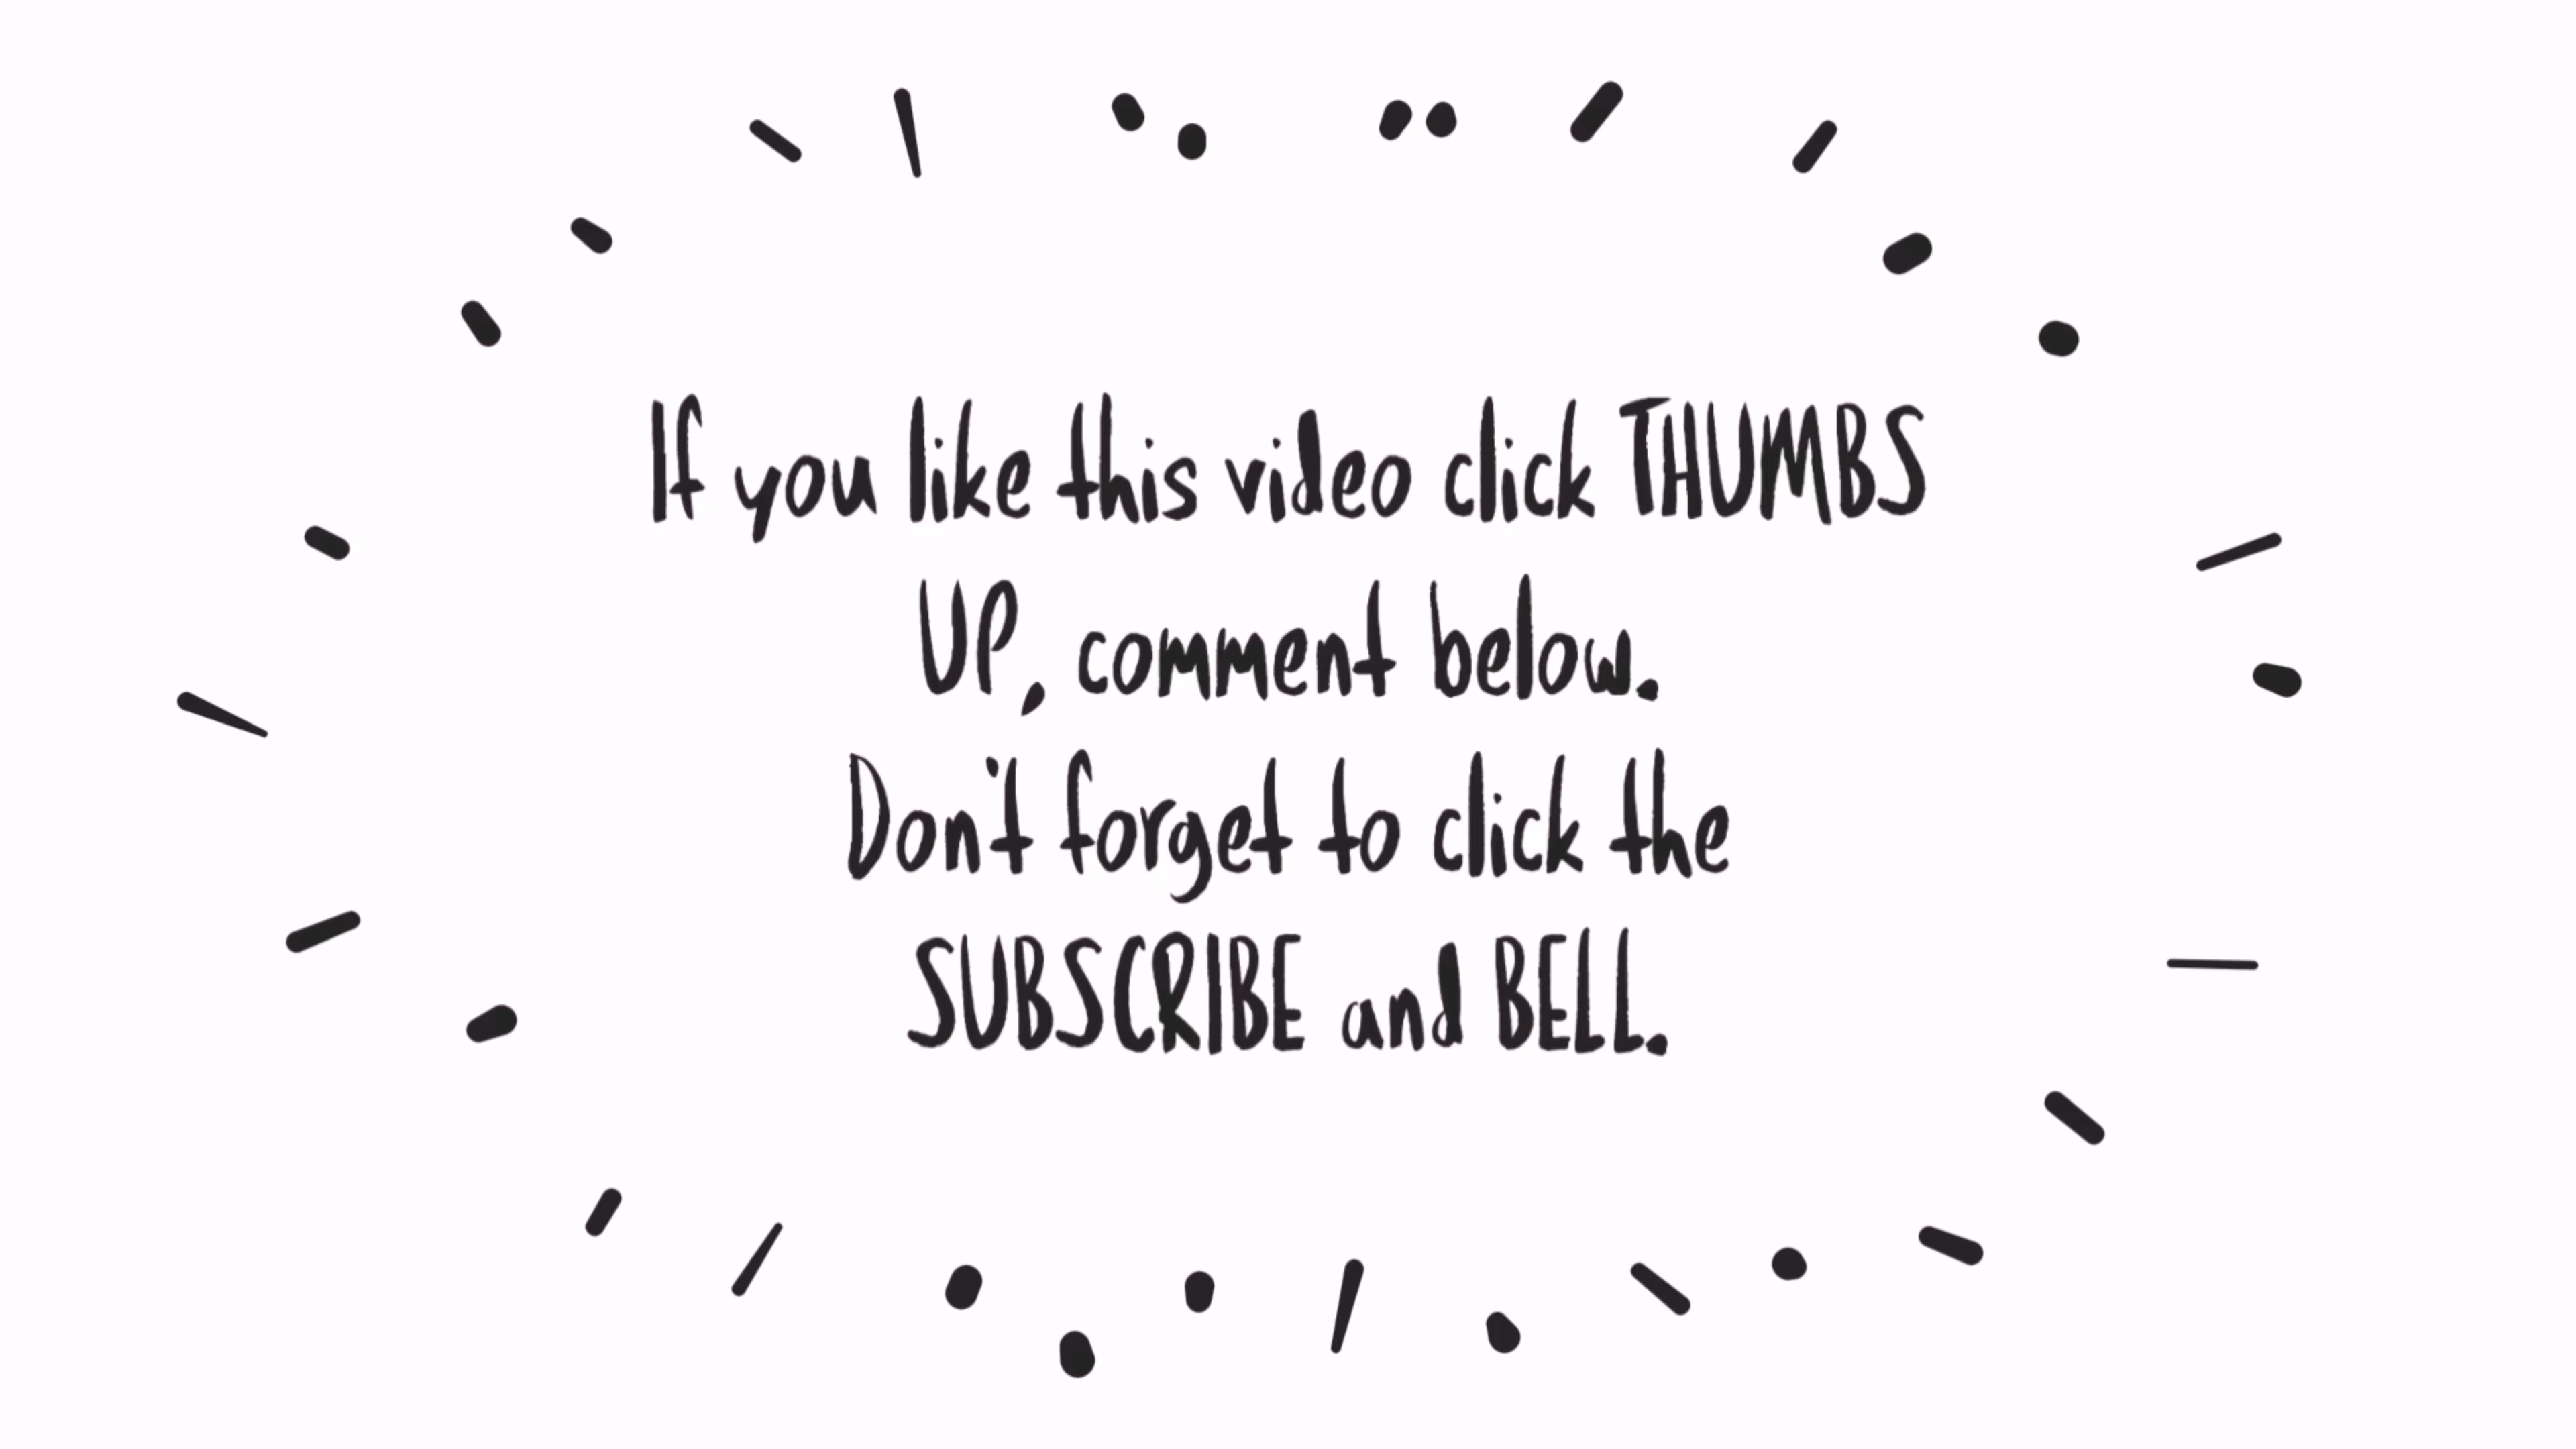 If you like this video click THUMBS
UP, comment below.
Don't forget to click the
SUBSCRIBE and BELL.